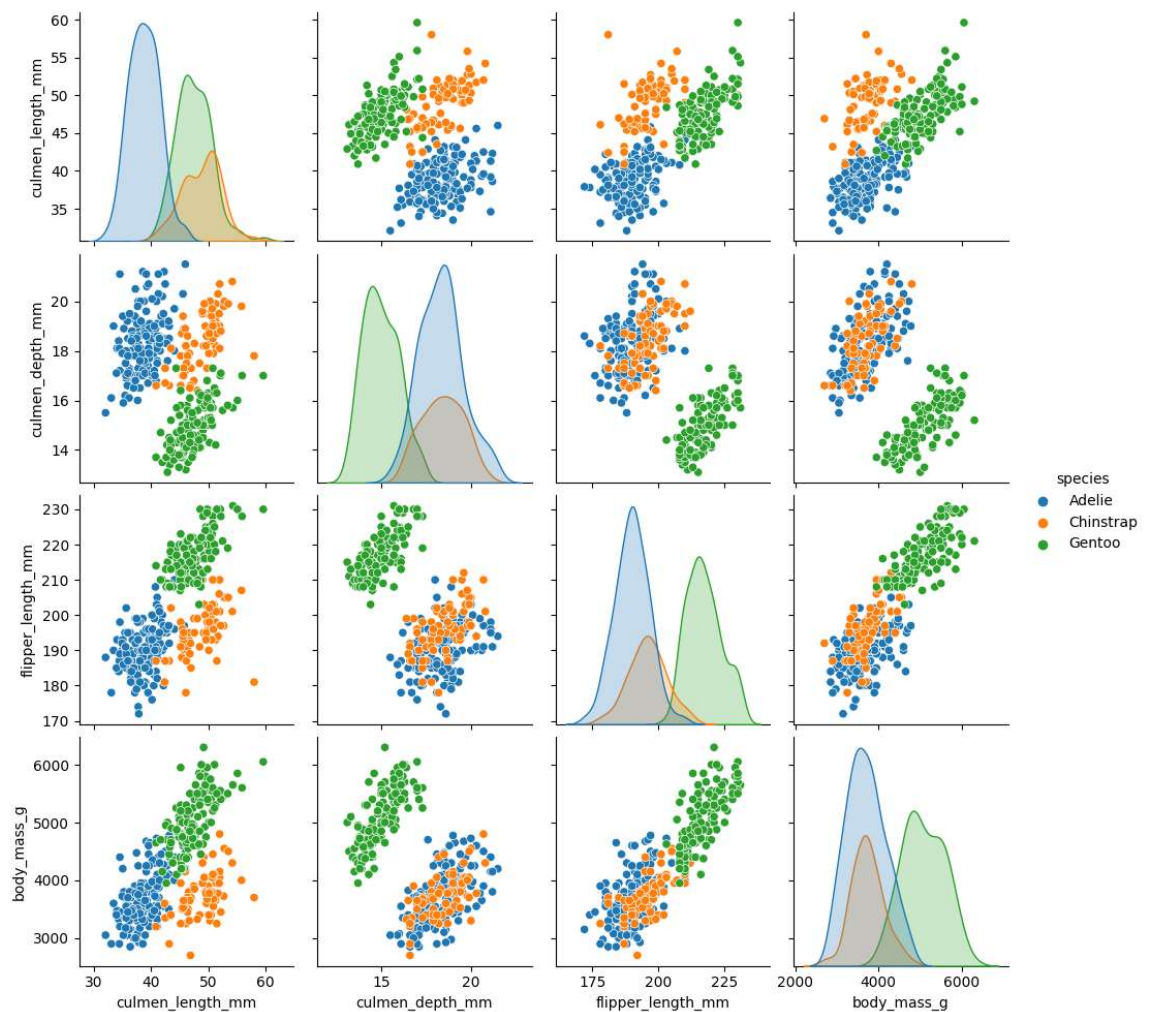 60
55
50
45
40
35
culmen_length_mm
20
18
16
14
culmen_depth_mm
230
220
210
200
190
180
170
flipper_length_mm
6000
5000
4000
3000
body_mass_g
30 40 50 60
culmen_length_mm
15 20
culmen_depth_mm
175 200 225
flipper_length_mm
2000 4000 6000
body_mass_g
species
Adelie
Chinstrap
Gentoo